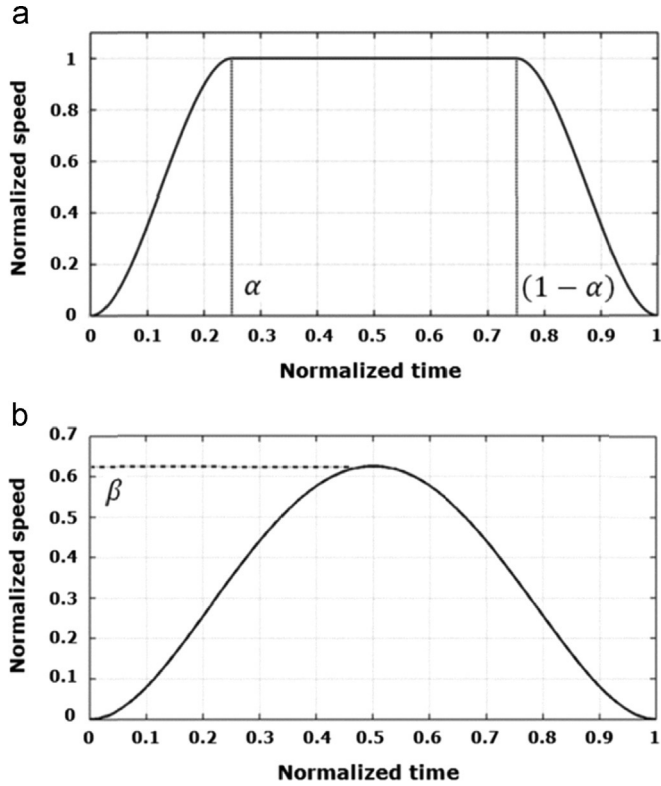 a
Normalized speed
1
0.8
0.6
0.4
0.2
0
α
(1 − α)
0 0.1 0.2 0.3 0.4 0.5 0.6 0.7 0.8 0.9 1
Normalized time
b
Normalized speed
0.7
0.6
0.5
0.4
0.3
0.2
0.1
0
β
0 0.1 0.2 0.3 0.4 0.5 0.6 0.7 0.8 0.9 1
Normalized time